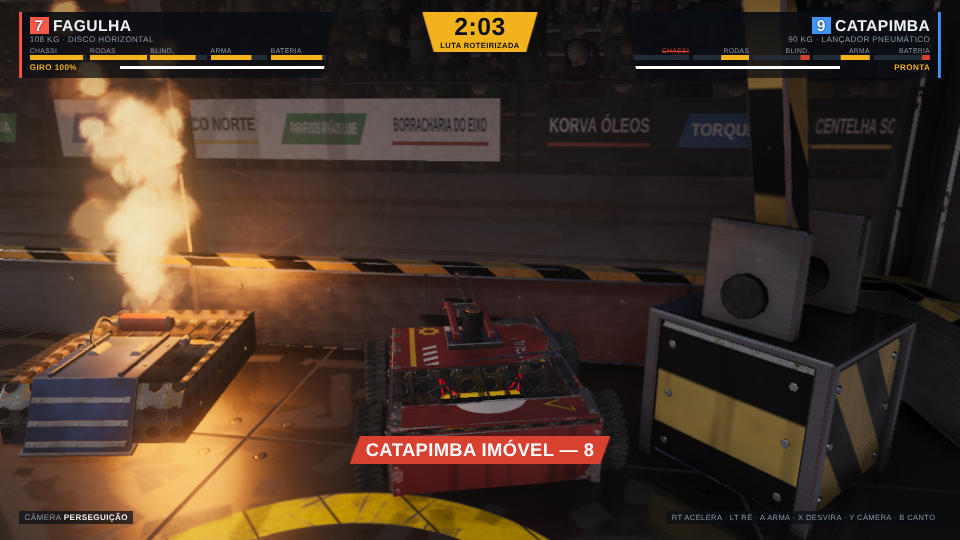 7 FAGULHA
108 KG · DISCO HORIZONTAL
CHASSI RODAS BLIND. ARMA BATERIA
GIRO 100%
2:03
LUTA ROTEIRIZADA
9 CATAPIMBA
90 KG · LANÇADOR PNEUMÁTICO
CHASSI RODAS BLIND. ARMA BATERIA
PRONTA
CO NORTE
BORRACHARIA DO EIXO
KORVA ÓLEOS
TORQU
CENTELHA SO
CATAPIMBA IMÓVEL — 8
CÂMERA PERSEGUIÇÃO
RT ACELERA · LT RÉ · A ARMA · X DESVIRA · Y CÂMERA · B CANTO